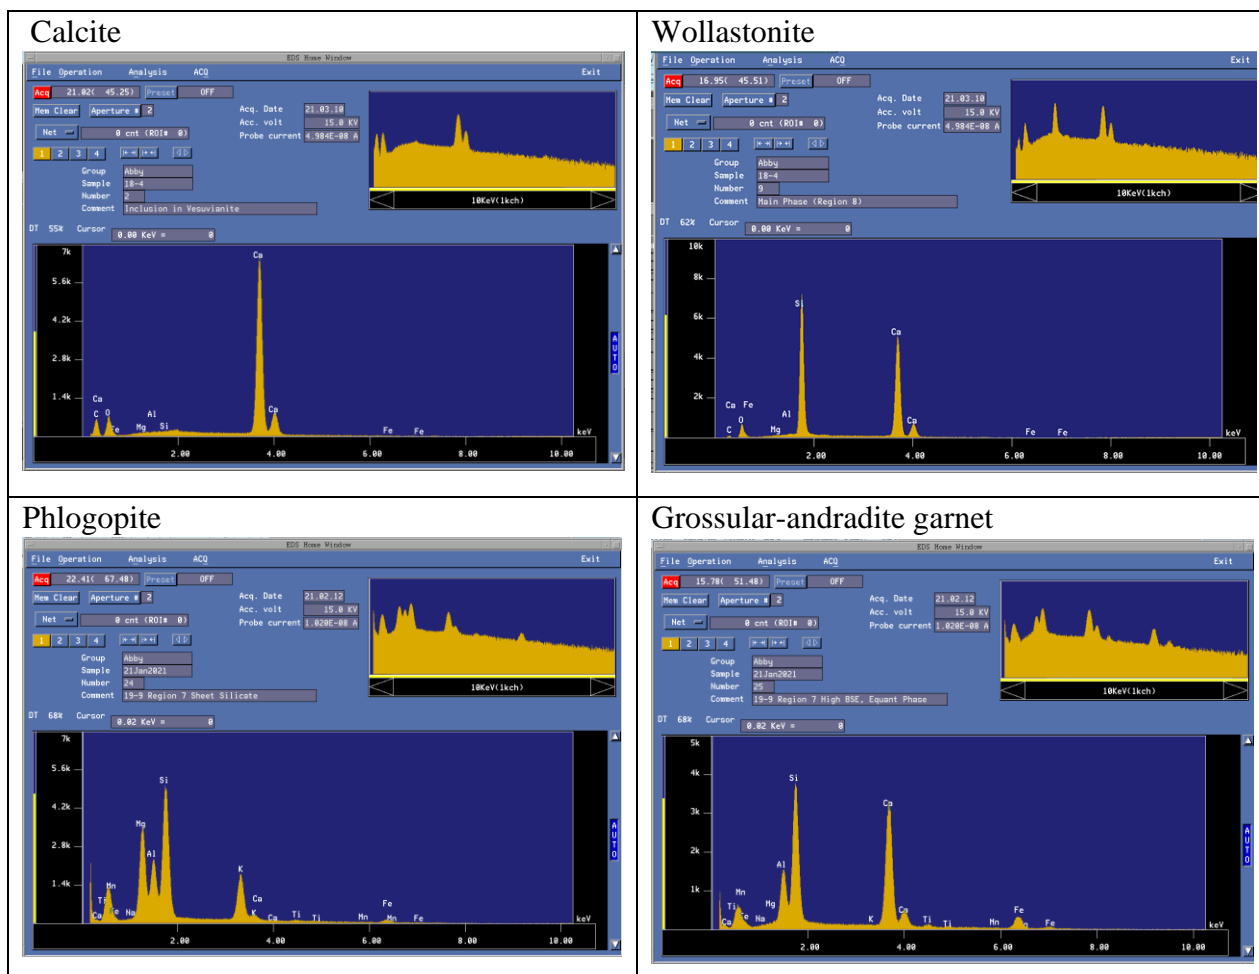 Calcite
EDS Home Window
File Operation Analysis ACQ Exit
Acq 21.02( 45.25) Preset OFF
Mem Clear Aperture # 2
Net 0 cnt (ROI# 0)
Acq. Date 21.03.10
Acc. volt 15.0 KV
Probe current 4.984E-08 A
1 2 3 4
Group Abby
Sample 18-4
Number 2
Comment Inclusion in Vesuvianite
10KeV(1kch)
DT 55% Cursor 0.00 KeV = 0
7k
5.6k
4.2k
2.8k
1.4k
Ca
Ca
C O Al Ca
Fe Mg Si Fe Fe
keV
2.00 4.00 6.00 8.00 10.00
AUTO
Wollastonite
File Operation Analysis ACQ Exit
Acq 16.95( 45.51) Preset OFF
Mem Clear Aperture # 2
Net 0 cnt (ROI# 0)
Acq. Date 21.03.10
Acc. volt 15.0 KV
Probe current 4.984E-08 A
1 2 3 4
Group Abby
Sample 18-4
Number 9
Comment Main Phase (Region 8)
10KeV(1kch)
DT 62% Cursor 0.00 KeV = 0
10k
8k
6k
4k
2k
Si
Ca
Ca Fe Al
O Ca
C Mg Fe Fe
keV
2.00 4.00 6.00 8.00 10.00
Phlogopite
EDS Home Window
File Operation Analysis ACQ Exit
Acq 22.41( 67.48) Preset OFF
Mem Clear Aperture # 2
Net 0 cnt (ROI# 0)
Acq. Date 21.02.12
Acc. volt 15.0 KV
Probe current 1.020E-08 A
1 2 3 4
Group Abby
Sample 21Jan2021
Number 24
Comment 19-9 Region 7 Sheet Silicate
10KeV(1kch)
DT 68% Cursor 0.02 KeV = 0
7k
5.6k
4.2k
2.8k
1.4k
Si
Mg
Al
K
Mn Ca Fe
Ti Fe Na K Ti Ti Mn Mn Fe
Ca Ca
keV
2.00 4.00 6.00 8.00 10.00
AUTO
Grossular-andradite garnet
EDS Home Window
File Operation Analysis ACQ Exit
Acq 15.78( 51.48) Preset OFF
Mem Clear Aperture # 2
Net 0 cnt (ROI# 0)
Acq. Date 21.02.12
Acc. volt 15.0 KV
Probe current 1.020E-08 A
1 2 3 4
Group Abby
Sample 21Jan2021
Number 25
Comment 19-9 Region 7 High BSE, Equant Phase
10KeV(1kch)
DT 68% Cursor 0.02 KeV = 0
5k
4k
3k
2k
1k
Si
Ca
Al
Mn
Ti Mg Ca Fe
Fe Na K Ti Ti Mn Fe
Ca
keV
2.00 4.00 6.00 8.00 10.00
AUTO